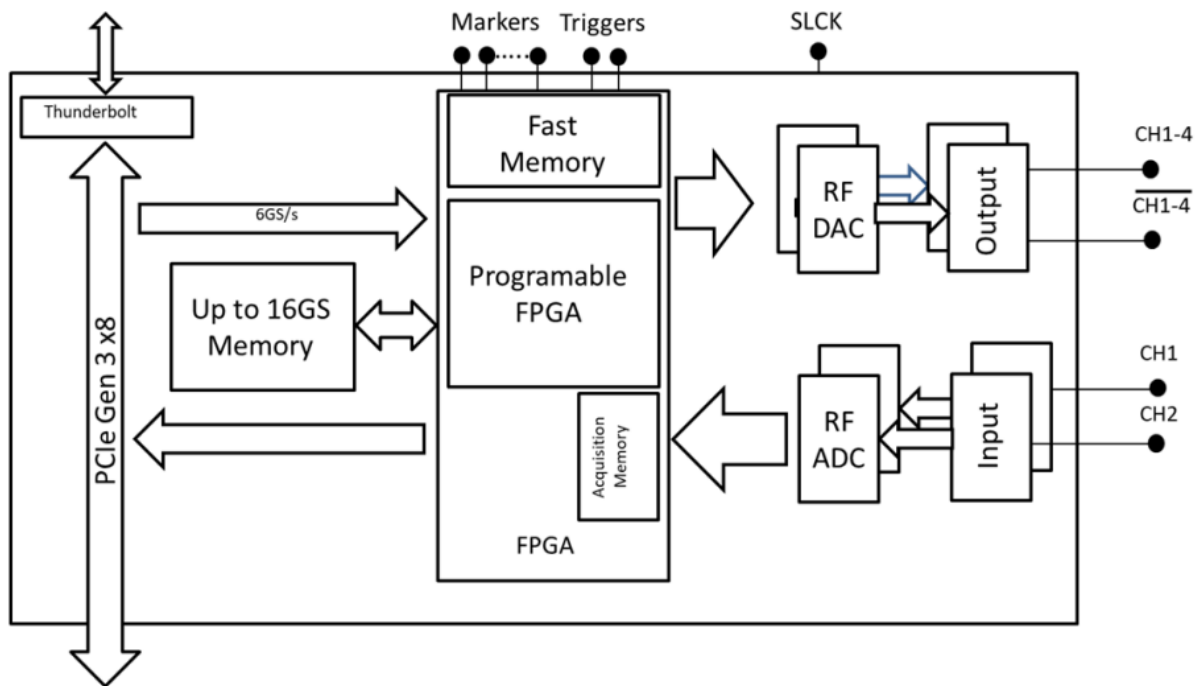 Markers
Triggers
SLCK
Thunderbolt
Fast
Memory
CH1-4
RF
DAC
Output
CH1-4
6GS/s
Programable
FPGA
Up to 16GS
Memory
PCIe Gen 3 x8
CH1
RF
ADC
Input
CH2
Acquisition
Memory
FPGA